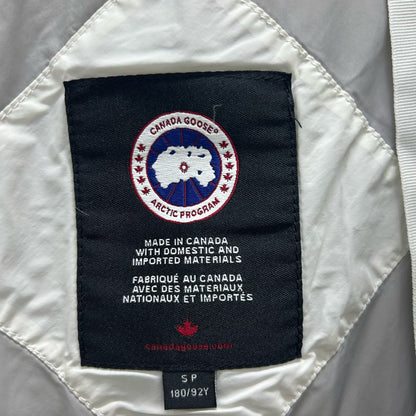 CANADA GOOSE®
ARCTIC PROGRAM
MADE IN CANADA
WITH DOMESTIC AND
IMPORTED MATERIALS
FABRIQUÉ AU CANADA
AVEC DES MATERIAUX
NATIONAUX ET IMPORTÉS
canadagoose.com
S P
180/92Y